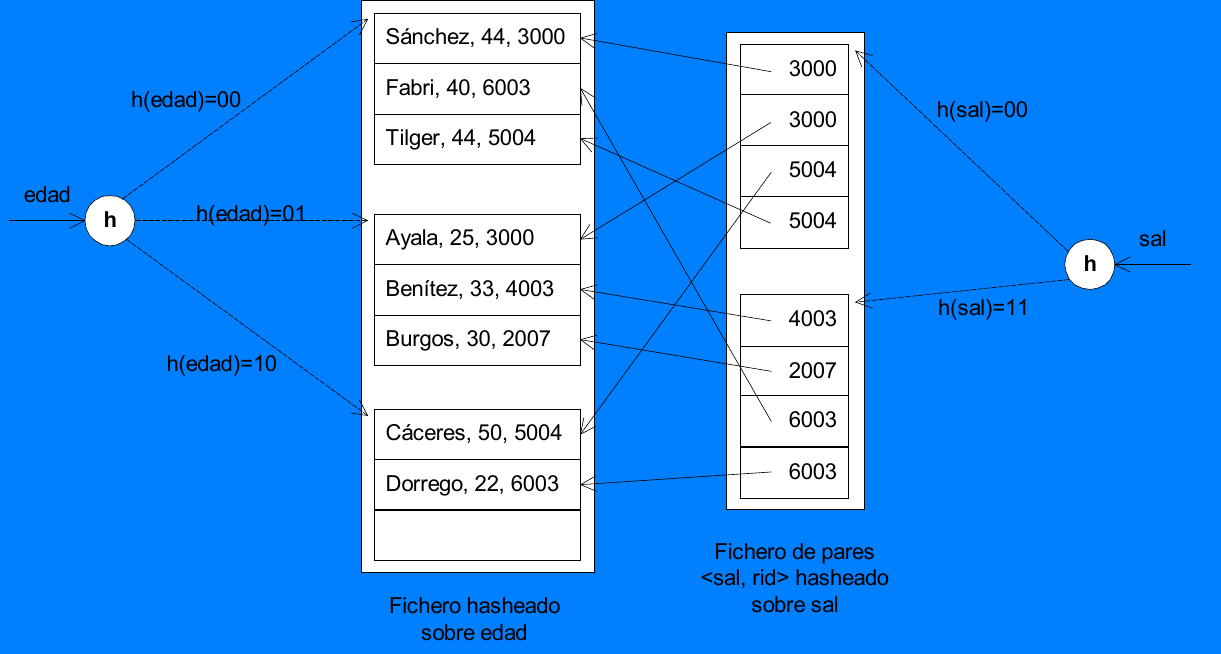 edad
h
h(edad)=00
h(edad)=01
h(edad)=10
Sánchez, 44, 3000
Fabri, 40, 6003
Tilger, 44, 5004
Ayala, 25, 3000
Benítez, 33, 4003
Burgos, 30, 2007
Cáceres, 50, 5004
Dorrego, 22, 6003
Fichero hasheado
sobre edad
3000
3000
5004
5004
4003
2007
6003
6003
Fichero de pares
<sal, rid> hasheado
sobre sal
h(sal)=00
h(sal)=11
h
sal